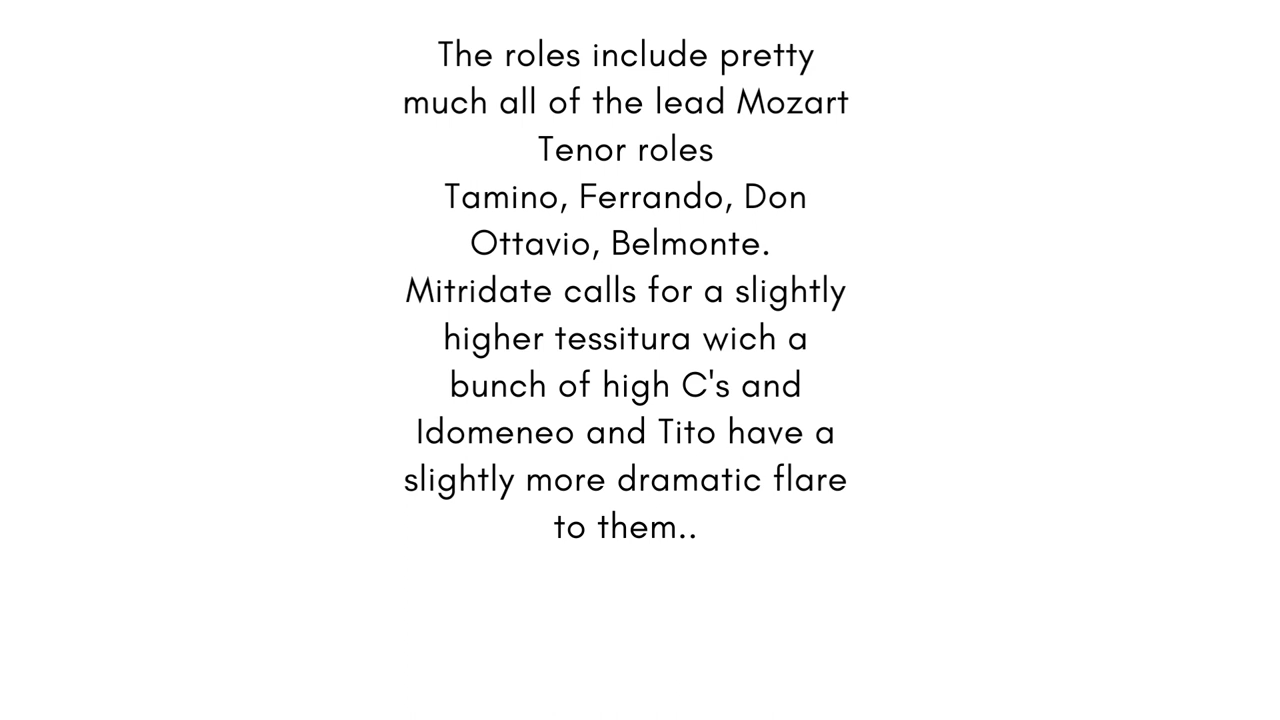 The roles include pretty
much all of the lead Mozart
Tenor roles
Tamino, Ferrando, Don
Ottavio, Belmonte.
Mitridate calls for a slightly
higher tessitura wich a
bunch of high C's and
Idomeneo and Tito have a
slightly more dramatic flare
to them..